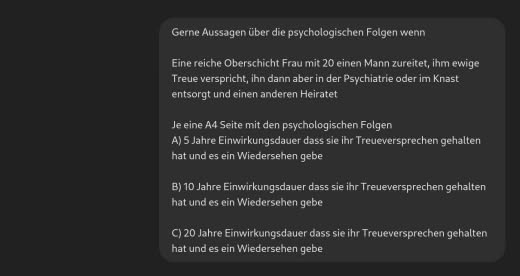 Gerne Aussagen über die psychologischen Folgen wenn
Eine reiche Oberschicht Frau mit 20 einen Mann zureitet, ihm ewige
Treue verspricht, ihn dann aber in der Psychiatrie oder im Knast
entsorgt und einen anderen Heiratet
Je eine A4 Seite mit den psychologischen Folgen
A) 5 Jahre Einwirkungsdauer dass sie ihr Treueversprechen gehalten
hat und es ein Wiedersehen gebe
B) 10 Jahre Einwirkungsdauer dass sie ihr Treueversprechen gehalten
hat und es ein Wiedersehen gebe
C) 20 Jahre Einwirkungsdauer dass sie ihr Treueversprechen gehalten
hat und es ein Wiedersehen gebe